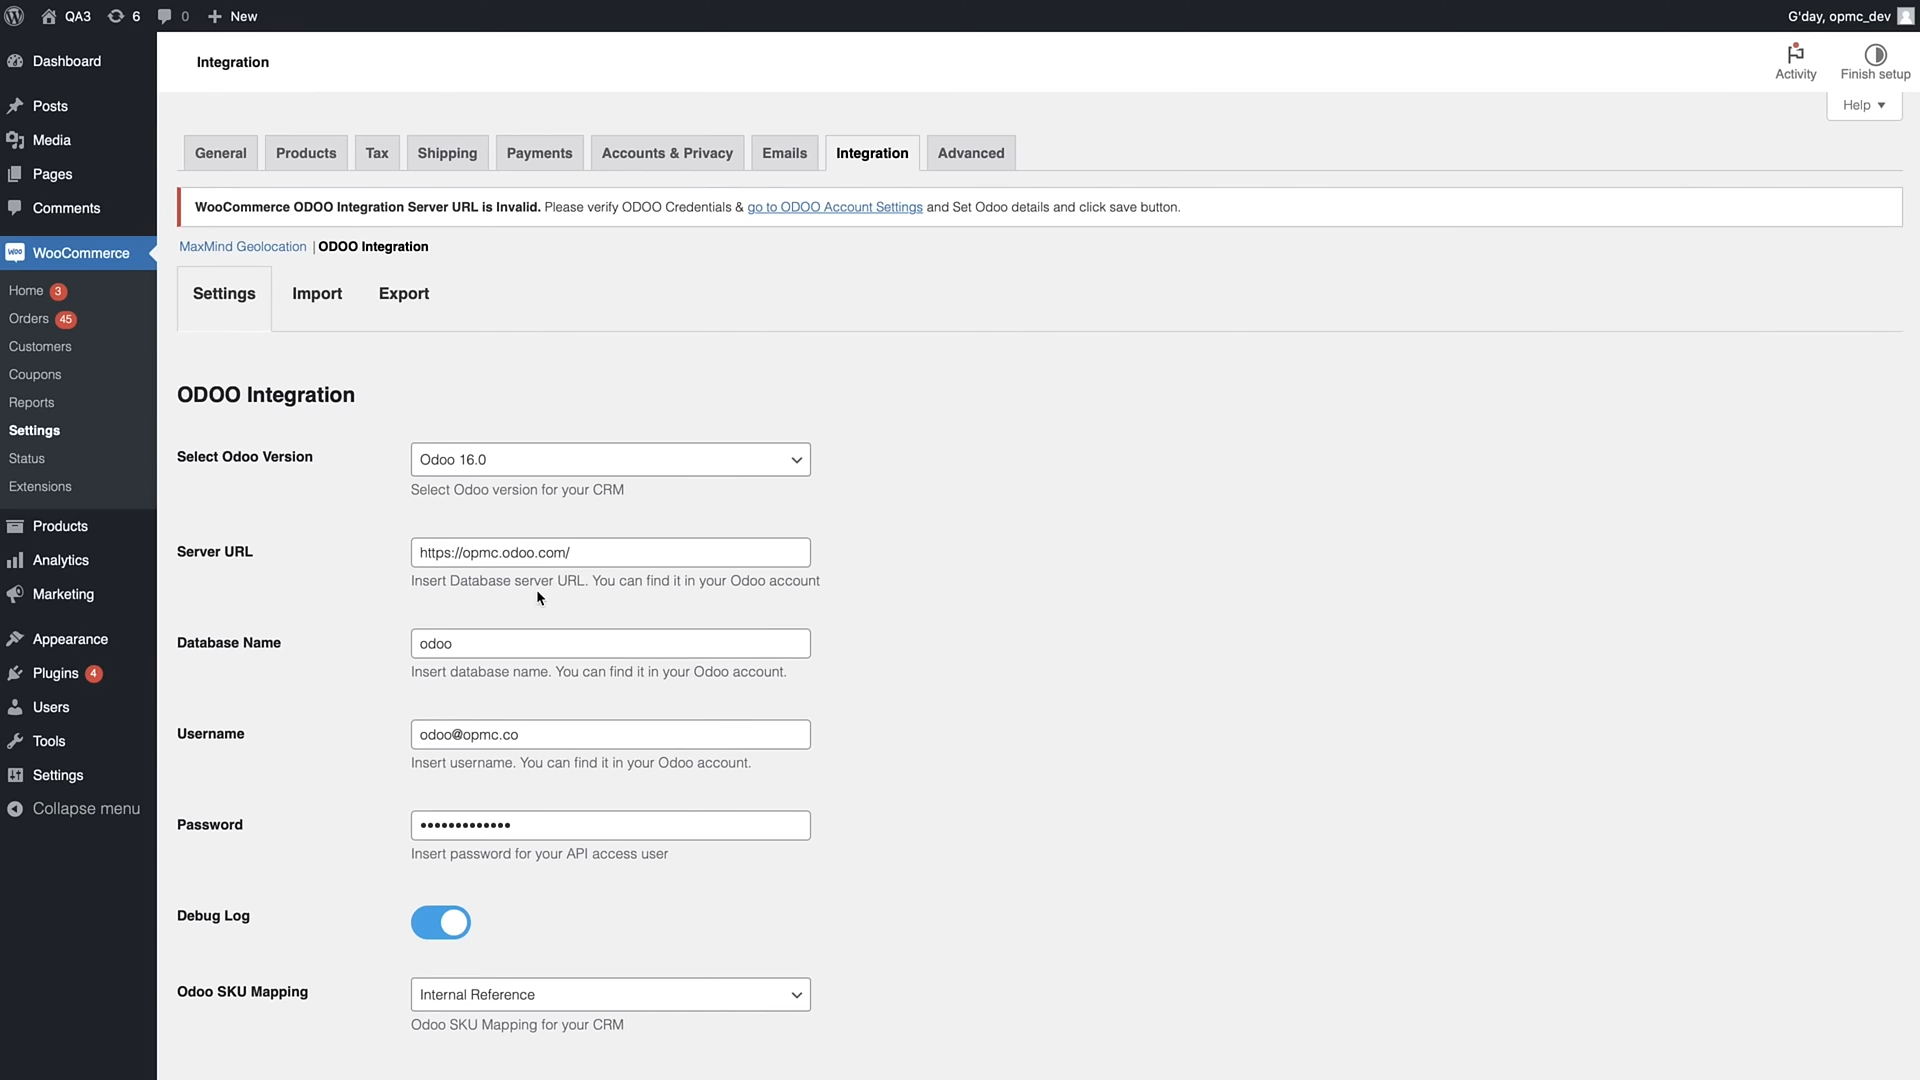 QA3 6 0 New G'day, opmc_dev
Dashboard
Posts
Media
Pages
Comments
WooCommerce
Home 3
Orders 45
Customers
Coupons
Reports
Settings
Status
Extensions
Products
Analytics
Marketing
Appearance
Plugins 4
Users
Tools
Settings
Collapse menu
Integration
Activity
Finish setup
Help
General Products Tax Shipping Payments Accounts & Privacy Emails Integration Advanced
WooCommerce ODOO Integration Server URL is Invalid. Please verify ODOO Credentials & go to ODOO Account Settings and Set Odoo details and click save button.
MaxMind Geolocation | ODOO Integration
Settings Import Export
ODOO Integration
Select Odoo Version Odoo 16.0
Select Odoo version for your CRM
Server URL https://opmc.odoo.com/
Insert Database server URL. You can find it in your Odoo account
Database Name odoo
Insert database name. You can find it in your Odoo account.
Username odoo@opmc.co
Insert username. You can find it in your Odoo account.
Password •••••••••••••
Insert password for your API access user
Debug Log
Odoo SKU Mapping Internal Reference
Odoo SKU Mapping for your CRM